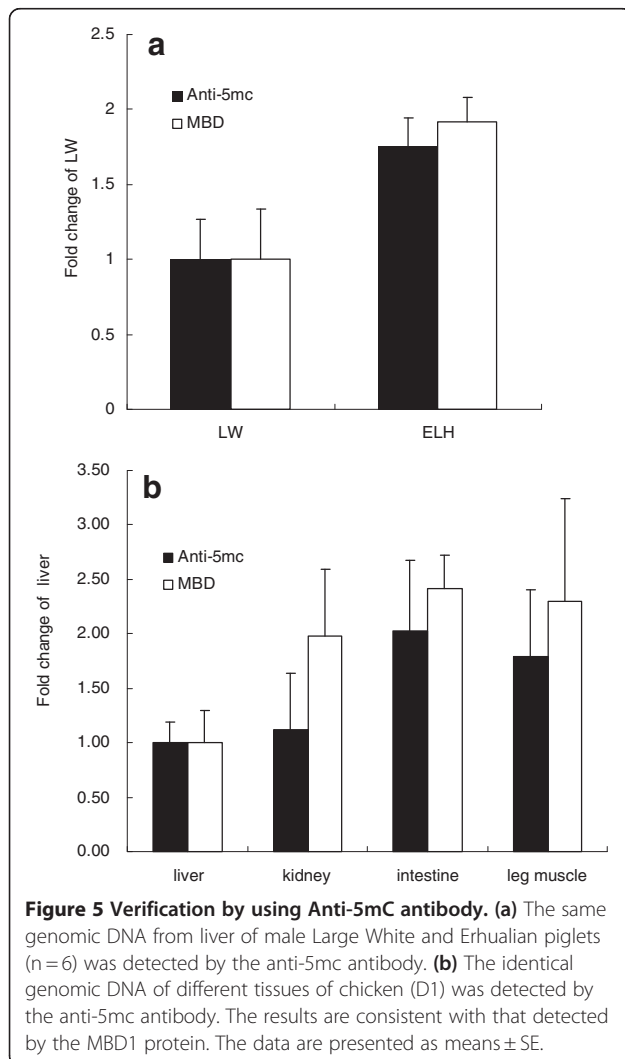 a
Anti-5mc
MBD
Fold change of LW
2.5
2
1.5
1
0.5
0
LW ELH
b
Anti-5mc
MBD
Fold change of liver
3.50
3.00
2.50
2.00
1.50
1.00
0.50
0.00
liver kidney intestine leg muscle
Figure 5 Verification by using Anti-5mC antibody. (a) The same
genomic DNA from liver of male Large White and Erhualian piglets
(n = 6) was detected by the anti-5mc antibody. (b) The identical
genomic DNA of different tissues of chicken (D1) was detected by
the anti-5mc antibody. The results are consistent with that detected
by the MBD1 protein. The data are presented as means ± SE.